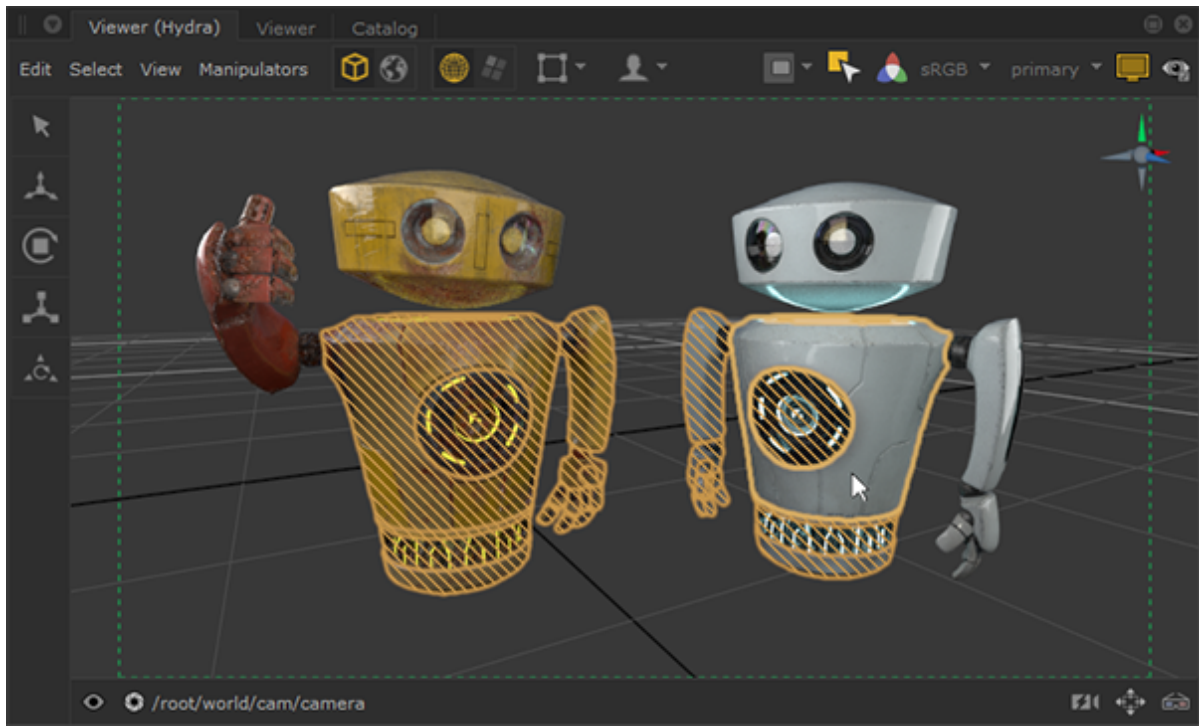 Viewer (Hydra) Viewer Catalog
Edit Select View Manipulators sRGB primary
/root/world/cam/camera